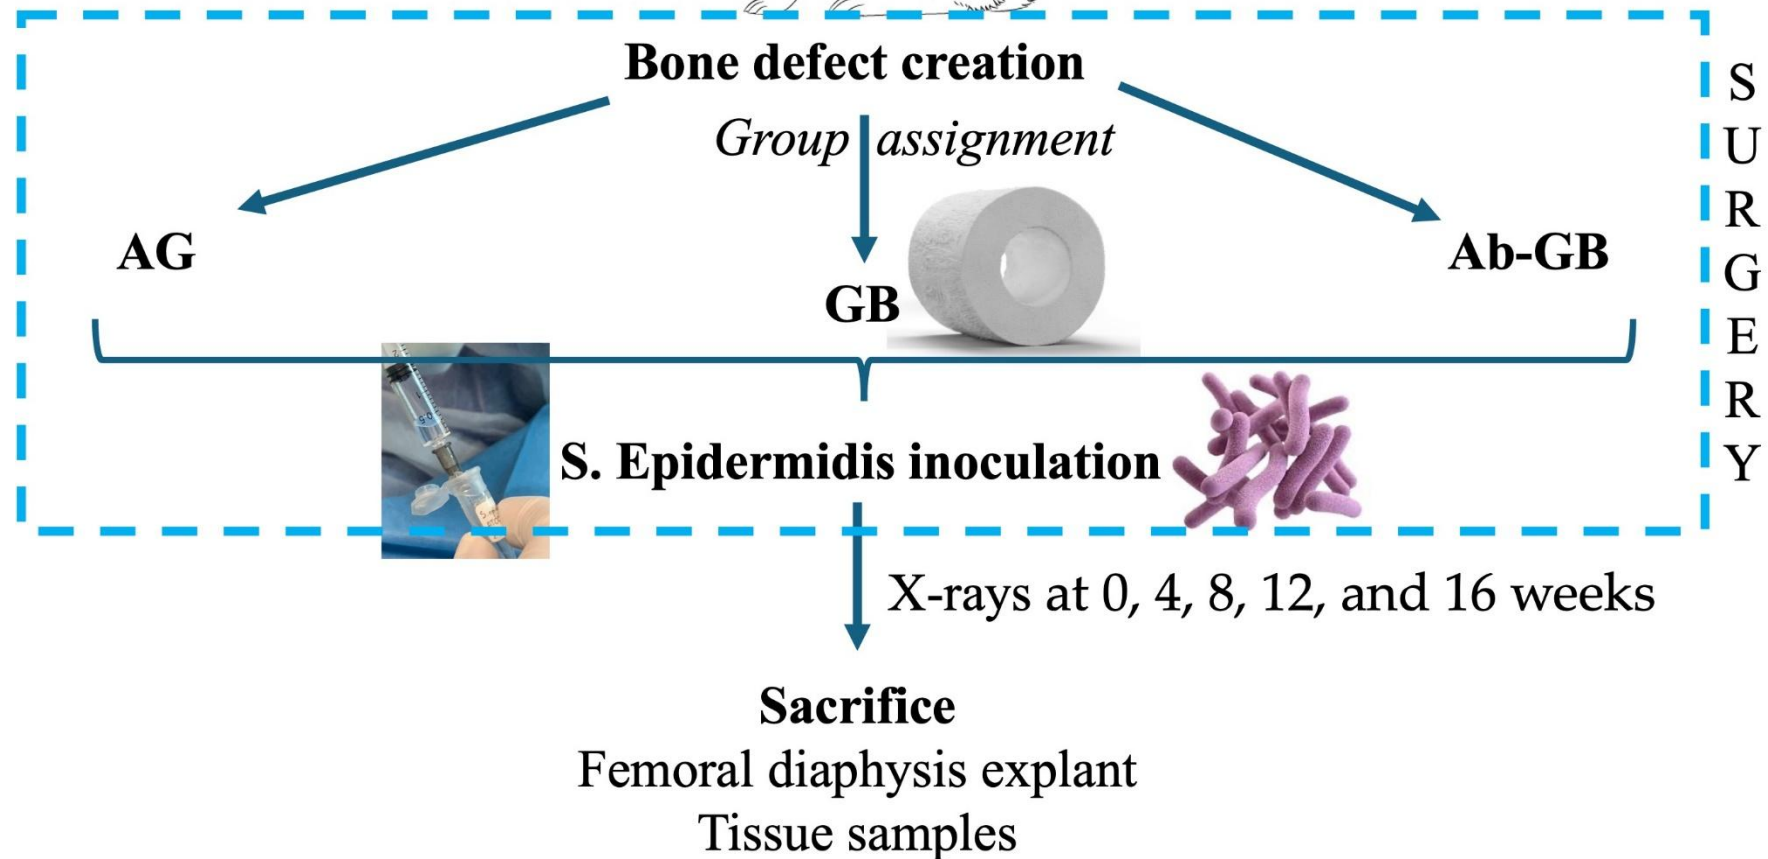 Bone defect creation
Group assignment
AG
GB
Ab-GB
S. Epidermidis inoculation
S
U
R
G
E
R
Y
X-rays at 0, 4, 8, 12, and 16 weeks
Sacrifice
Femoral diaphysis explant
Tissue samples